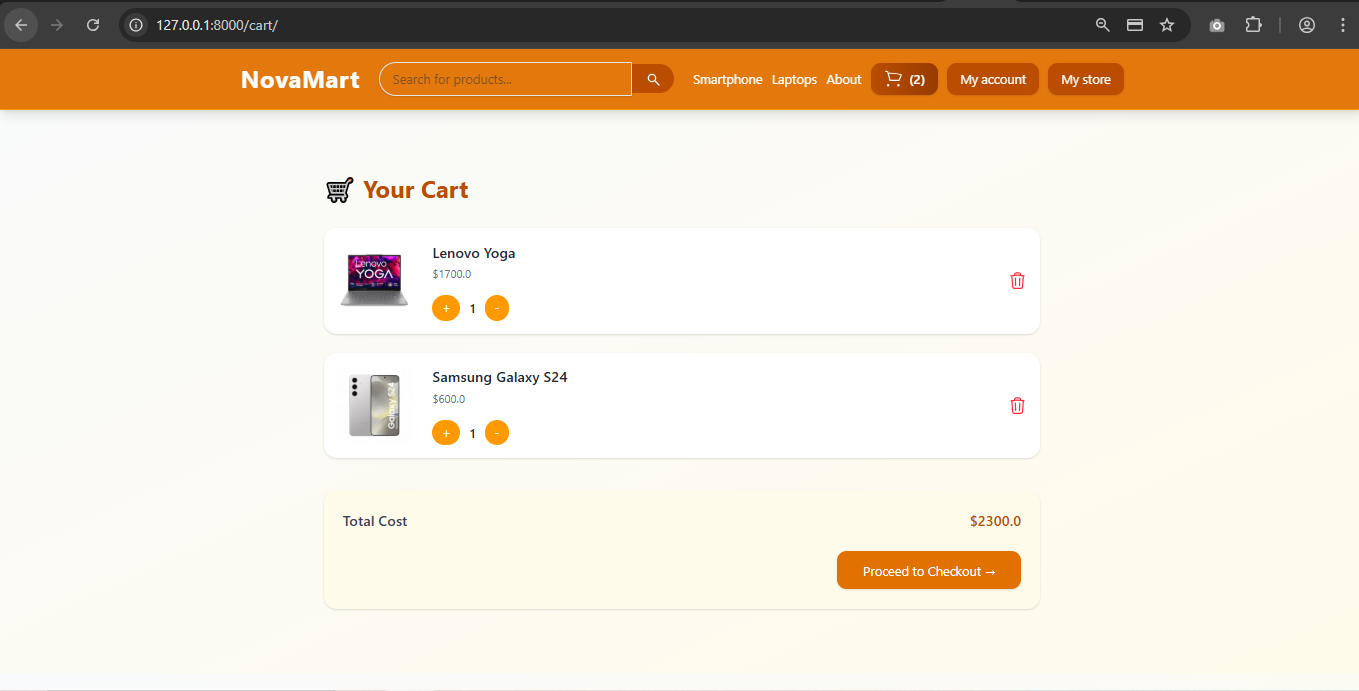 127.0.0.1:8000/cart/
NovaMart Search for products... Smartphone Laptops About (2) My account My store
Your Cart
Lenovo Yoga
$1700.0
+ 1 -
Lenovo
YOGA
Samsung Galaxy S24
$600.0
+ 1 -
Galaxy S24
Total Cost $2300.0
Proceed to Checkout →